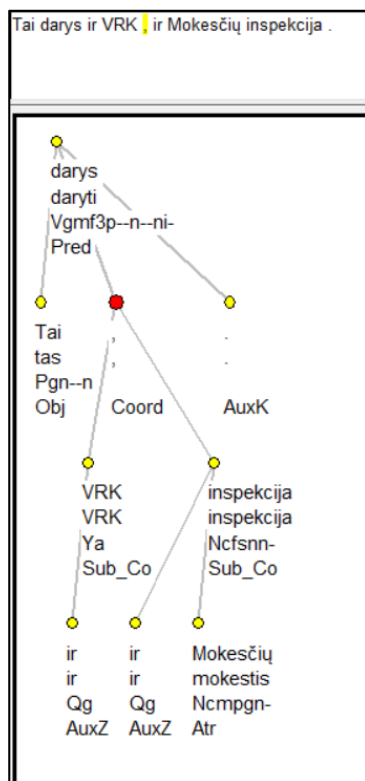 Tai darys ir VRK , ir Mokesčių inspekcija .
darys
daryti
Vgmf3p--n--ni-
Pred
Tai , .
tas , .
Pgn--n
Obj Coord AuxK
VRK inspekcija
VRK inspekcija
Ya Ncfsnn-
Sub_Co Sub_Co
ir ir Mokesčių
ir ir mokestis
Qg Qg Ncmpgn-
AuxZ AuxZ Atr